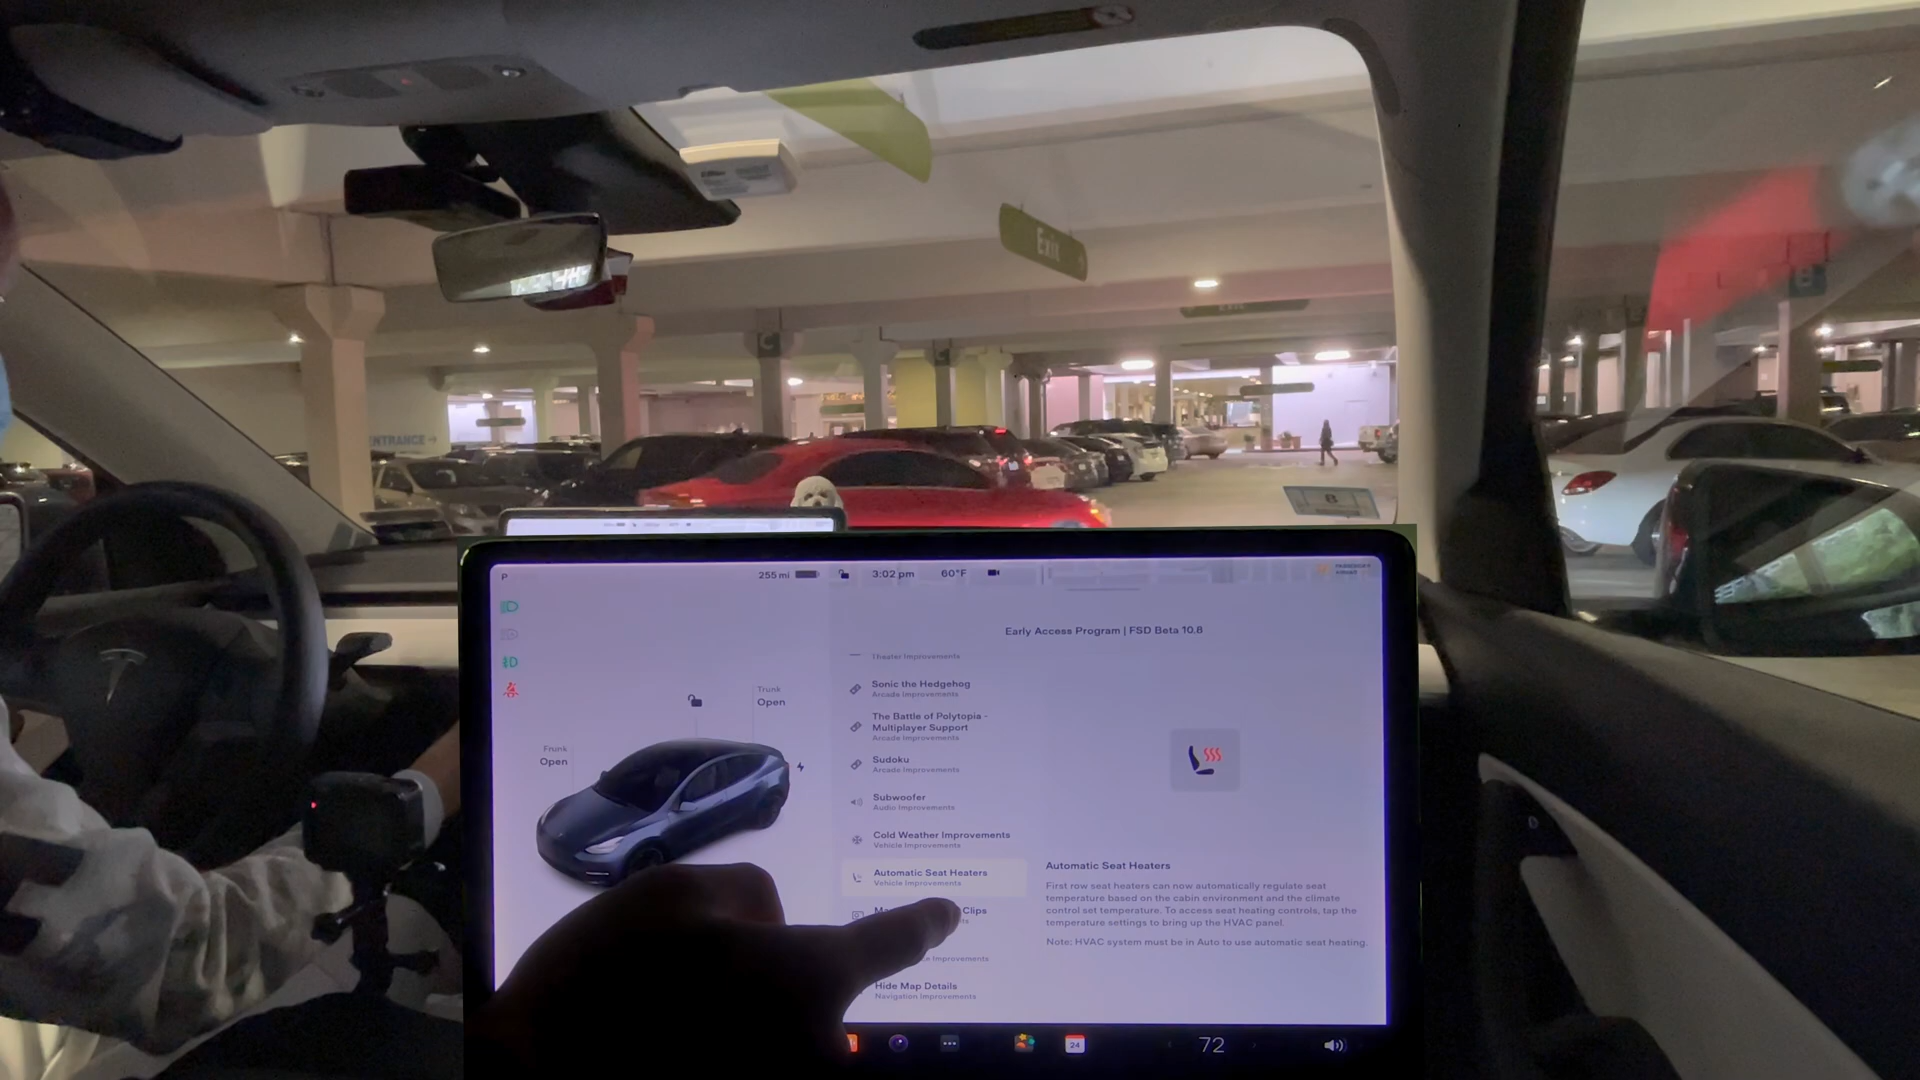 Exit
ENTRANCE →
C
8
P
255 mi
3:02 pm
60°F
PASSENGER
AIRBAG
Early Access Program | FSD Beta 10.8
Theater Improvements
Sonic the Hedgehog
Arcade Improvements
The Battle of Polytopia -
Multiplayer Support
Arcade Improvements
Sudoku
Arcade Improvements
Subwoofer
Audio Improvements
Cold Weather Improvements
Vehicle Improvements
Automatic Seat Heaters
Vehicle Improvements
Clips
Improvements
Hide Map Details
Navigation Improvements
Trunk
Open
Frunk
Open
Automatic Seat Heaters
First row seat heaters can now automatically regulate seat
temperature based on the cabin environment and the climate
control set temperature. To access seat heating controls, tap the
temperature settings to bring up the HVAC panel.
Note: HVAC system must be in Auto to use automatic seat heating.
24
72